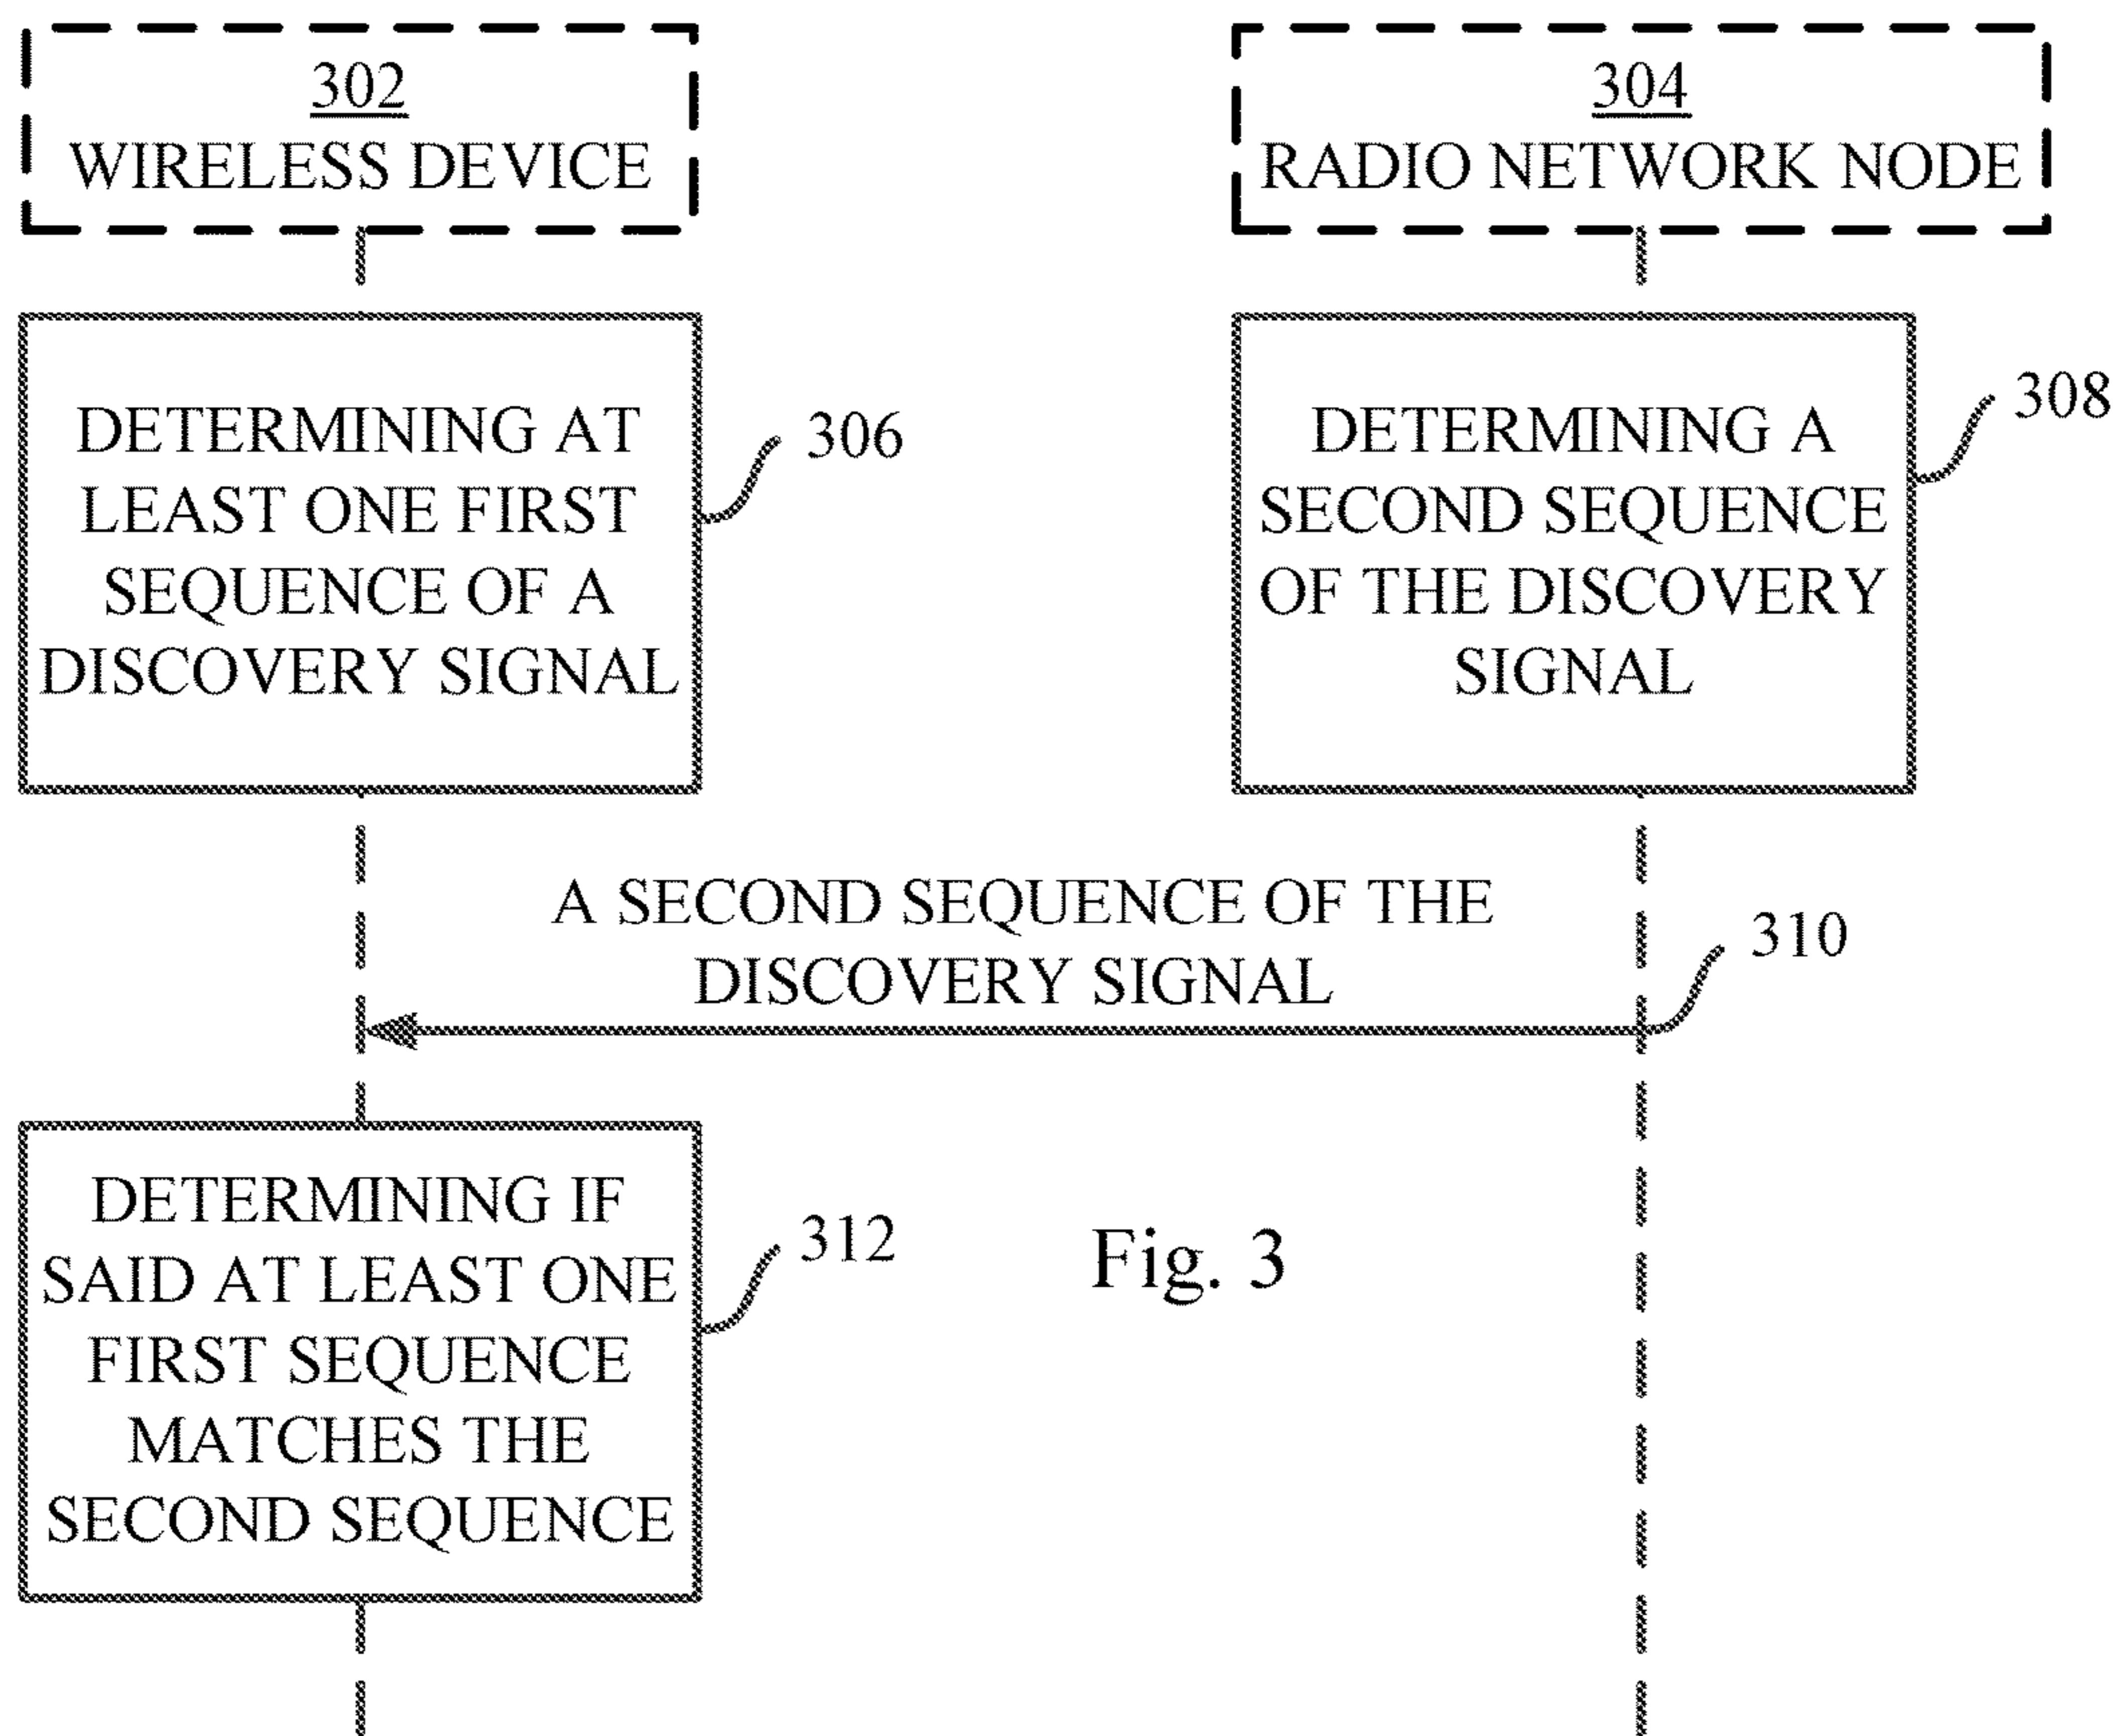 302
WIRELESS DEVICE
304
RADIO NETWORK NODE
DETERMINING AT
LEAST ONE FIRST
SEQUENCE OF A
DISCOVERY SIGNAL
306
DETERMINING A
SECOND SEQUENCE
OF THE DISCOVERY
SIGNAL
308
A SECOND SEQUENCE OF THE
DISCOVERY SIGNAL
310
DETERMINING IF
SAID AT LEAST ONE
FIRST SEQUENCE
MATCHES THE
SECOND SEQUENCE
312
Fig. 3